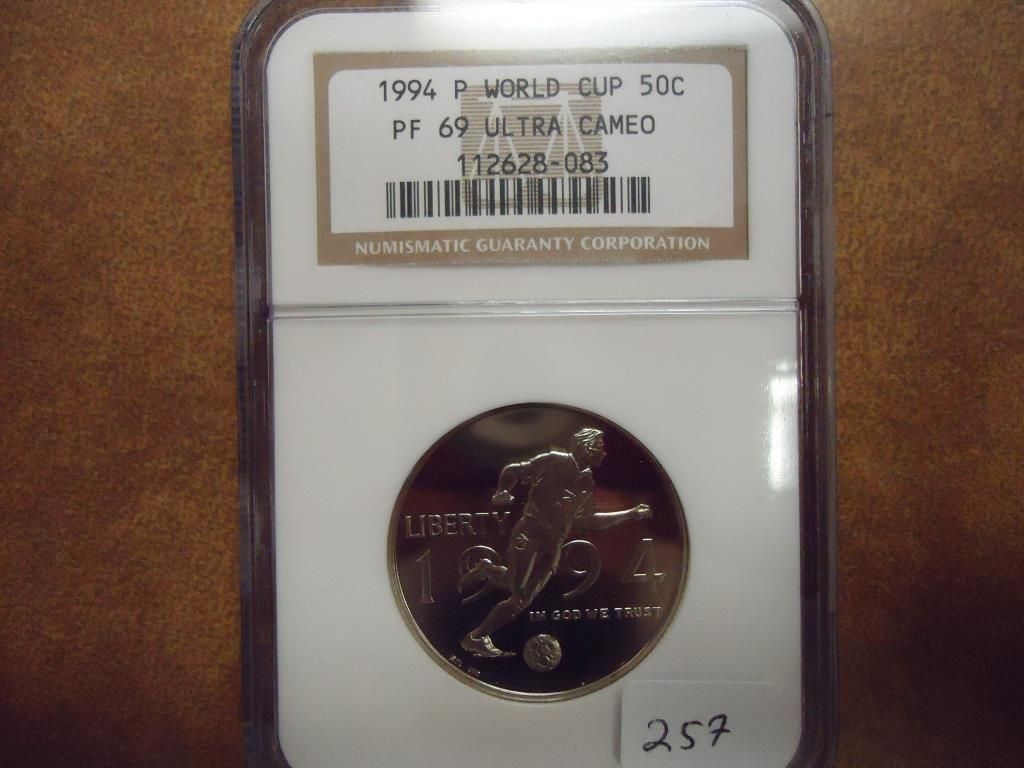 1994 P WORLD CUP 50C
PF 69 ULTRA CAMEO
112628-083
NUMISMATIC GUARANTY CORPORATION
LIBERTY
1994
IN GOD WE TRUST
257